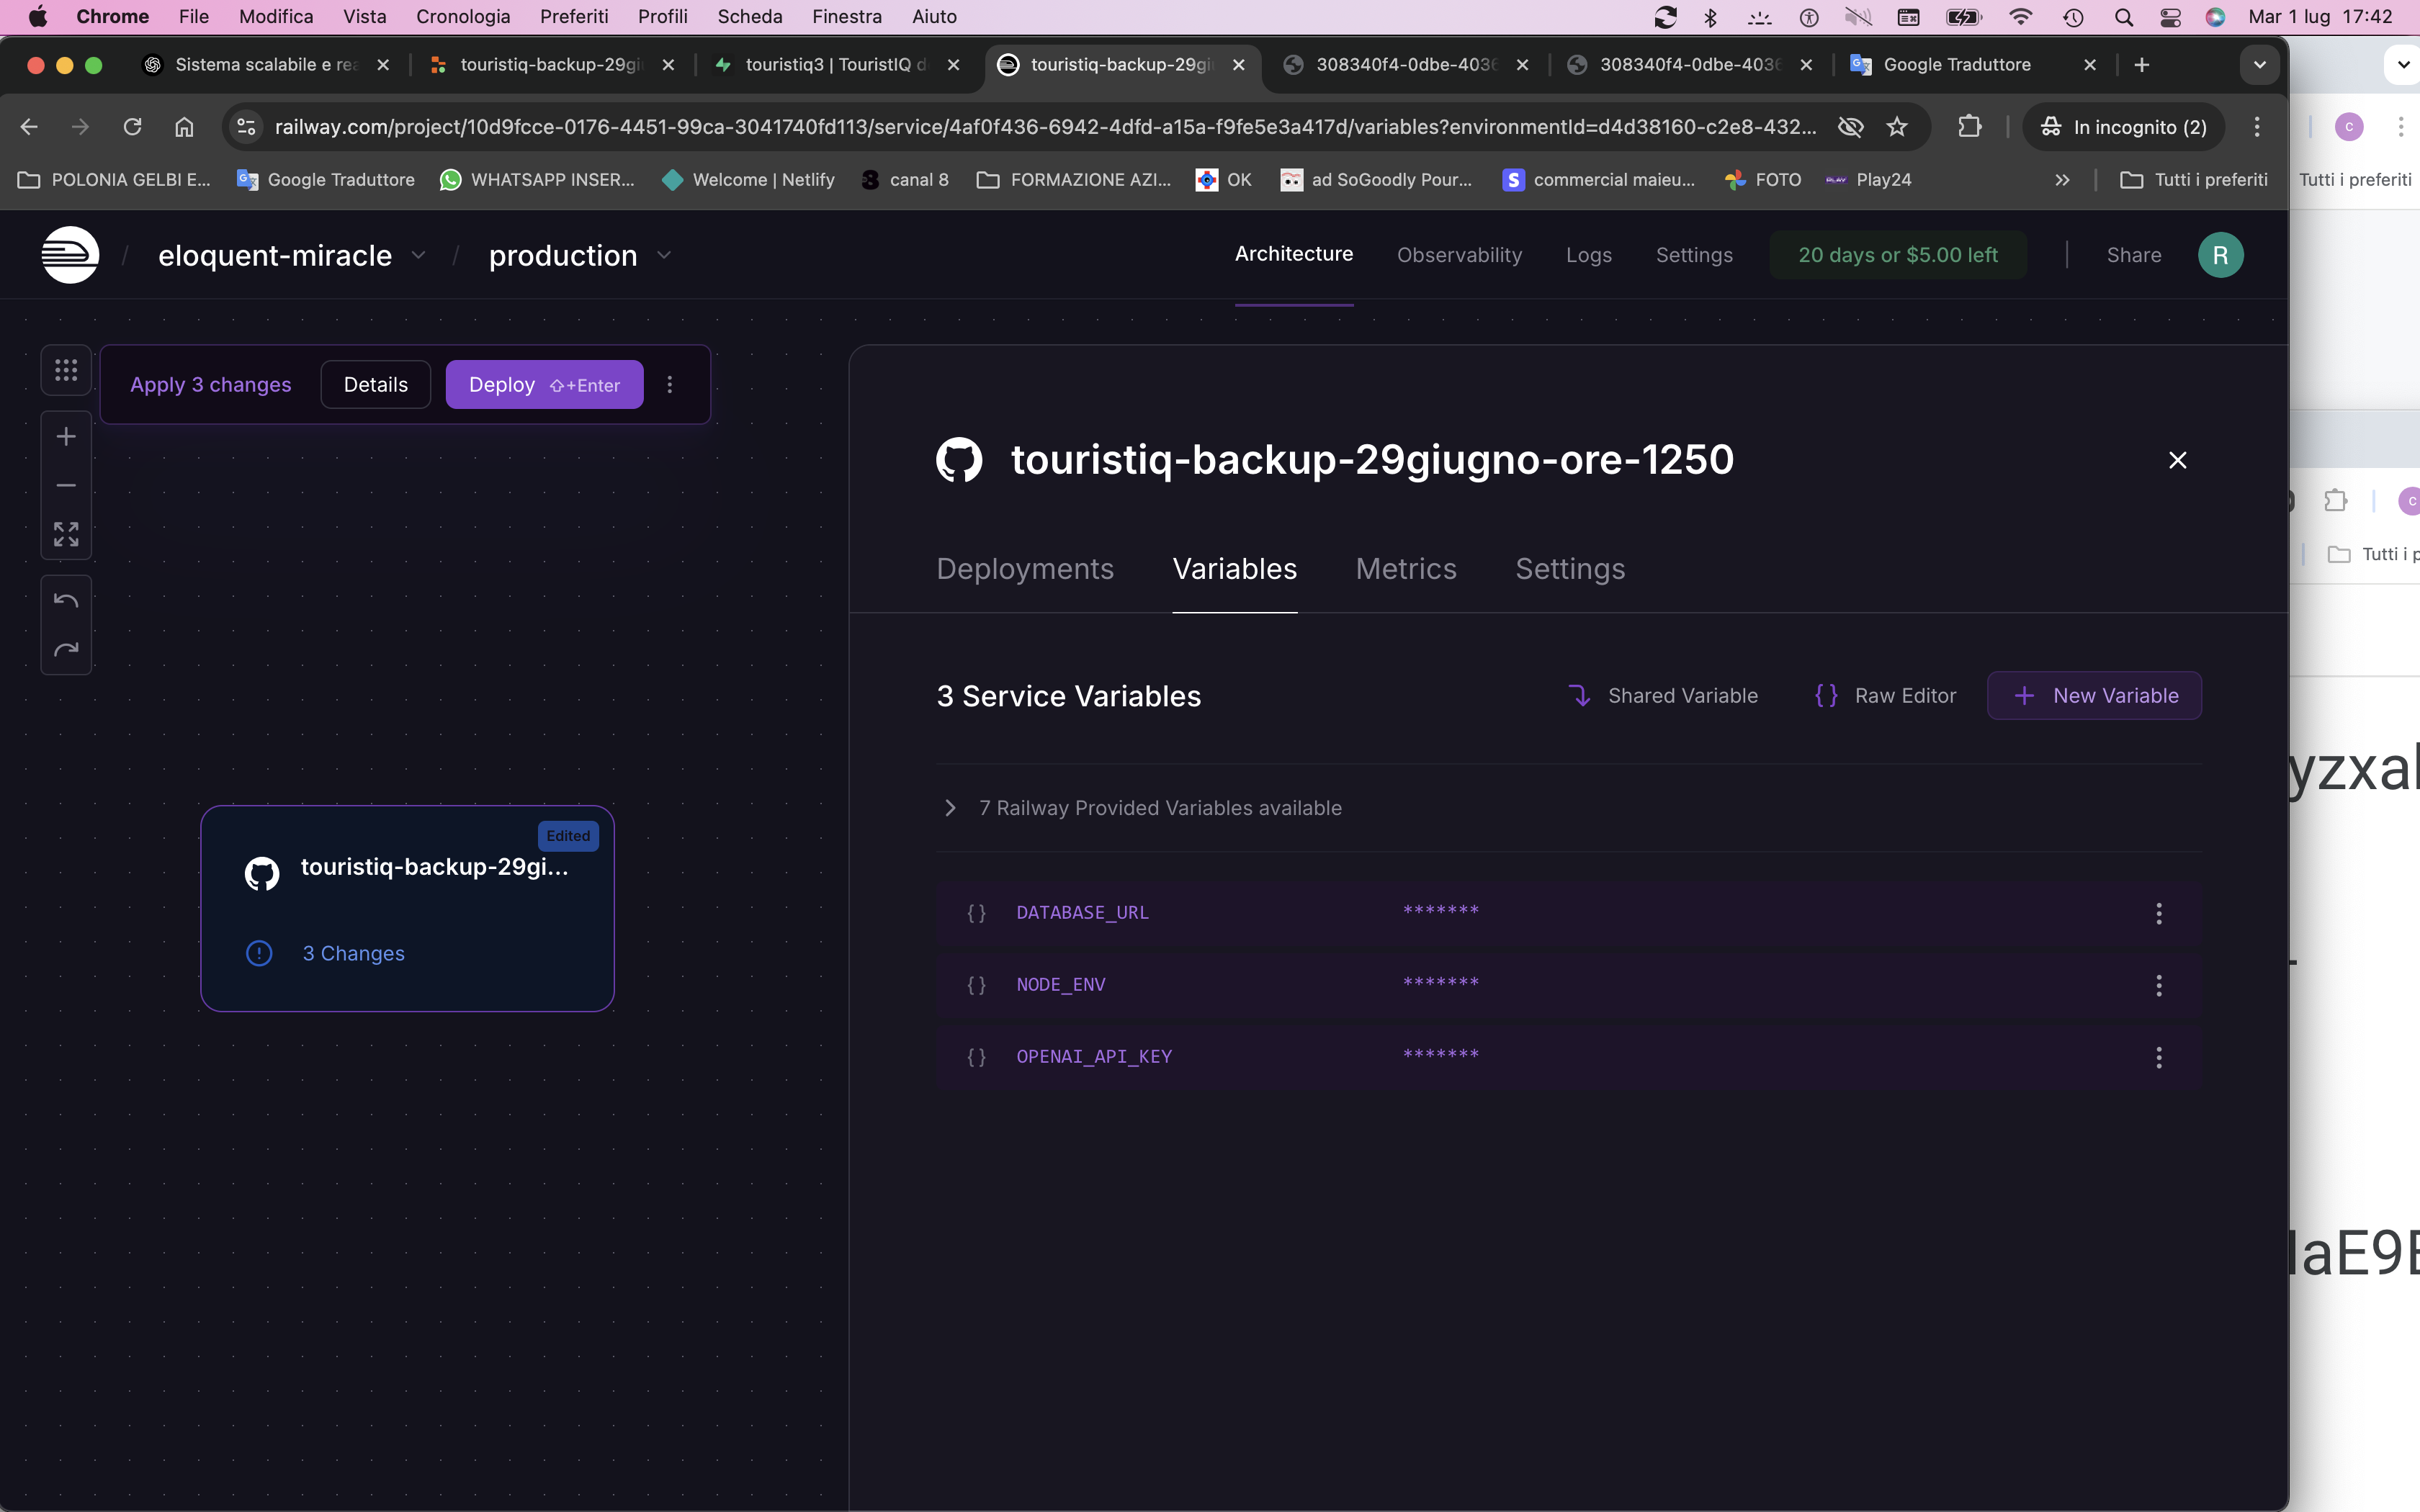 Chrome File Modifica Vista Cronologia Preferiti Profili Scheda Finestra Aiuto Mar 1 lug 17:42
Sistema scalabile e rea touristiq-backup-29gi touristiq3 | TouristIQ d touristiq-backup-29gi 308340f4-0dbe-4036 308340f4-0dbe-4036 Google Traduttore
railway.com/project/10d9fcce-0176-4451-99ca-3041740fd113/service/4af0f436-6942-4dfd-a15a-f9fe5e3a417d/variables?environmentId=d4d38160-c2e8-432... In incognito (2) C
POLONIA GELBI E... Google Traduttore WHATSAPP INSER... Welcome | Netlify canal 8 FORMAZIONE AZI... OK ad SoGoodly Pour... commercial maieu... FOTO Play24 Tutti i preferiti Tutti i preferiti
/ eloquent-miracle / production Architecture Observability Logs Settings 20 days or $5.00 left Share R
Apply 3 changes Details Deploy ⇧+Enter
touristiq-backup-29giugno-ore-1250
C
Tutti i p
Deployments Variables Metrics Settings
3 Service Variables Shared Variable {} Raw Editor + New Variable
yzxal
7 Railway Provided Variables available
Edited
touristiq-backup-29gi...
3 Changes
{} DATABASE_URL *******
{} NODE_ENV *******
{} OPENAI_API_KEY *******
aE9E